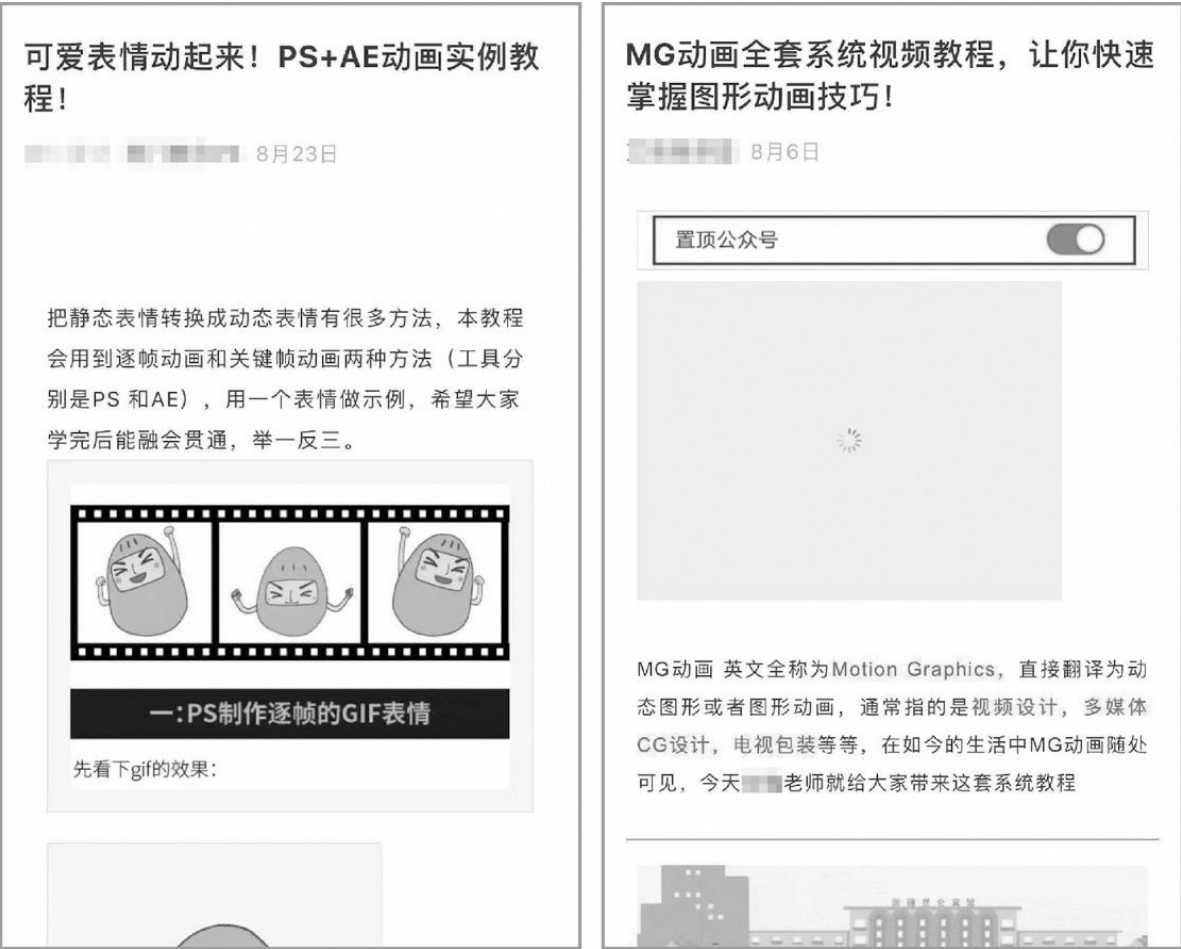 可爱表情动起来！PS+AE动画实例教
程！
8月23日
把静态表情转换成动态表情有很多方法，本教程
会用到逐帧动画和关键帧动画两种方法（工具分
别是PS 和AE），用一个表情做示例，希望大家
学完后能融会贯通，举一反三。
一:PS制作逐帧的GIF表情
先看下gif的效果：
MG动画全套系统视频教程，让你快速
掌握图形动画技巧！
8月6日
置顶公众号
MG动画 英文全称为Motion Graphics，直接翻译为动
态图形或者图形动画，通常指的是视频设计，多媒体
CG设计，电视包装等等，在如今的生活中MG动画随处
可见，今天老师就给大家带来这套系统教程